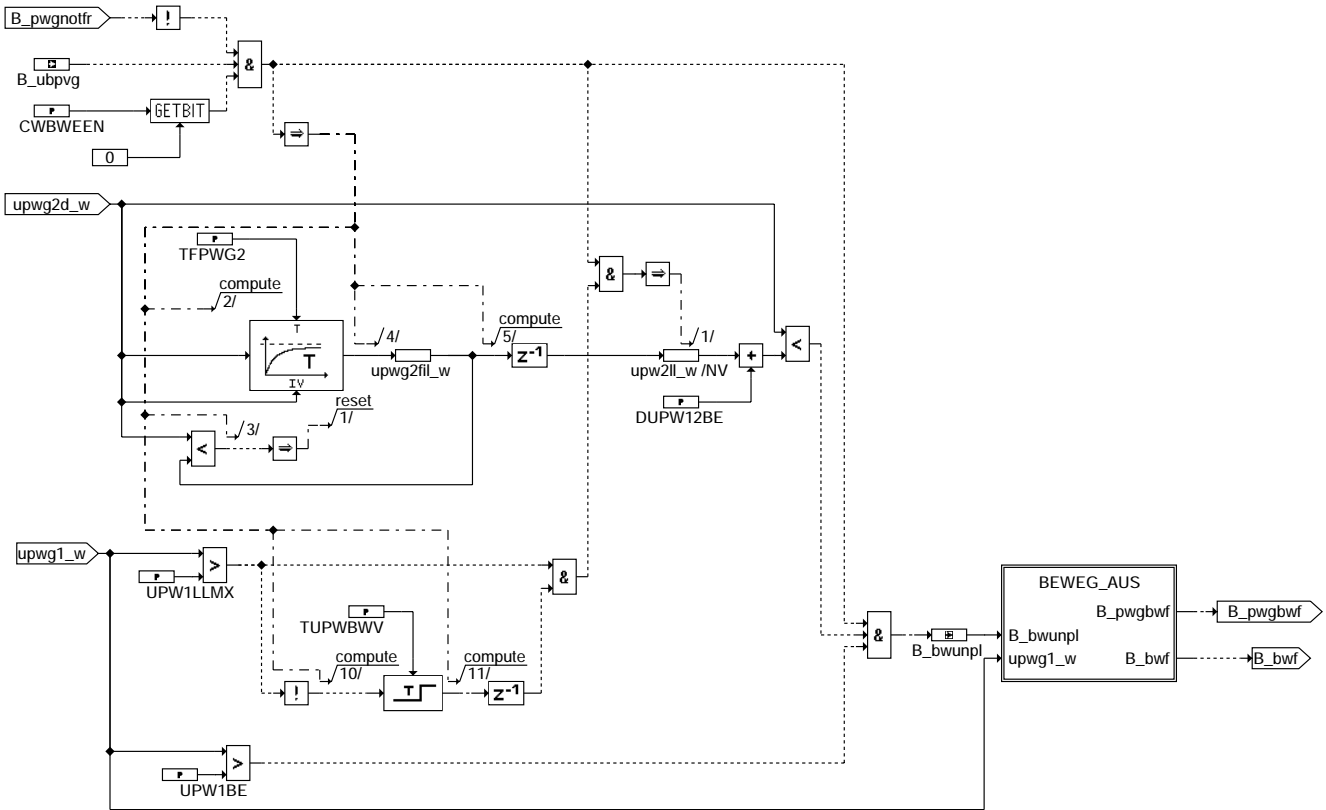 B_pwgnotfr
!
&
B_ubpvg
P
CWBWEEN
GETBIT
0
⇒
upwg2d_w
P
TFPWG2
compute
2/
T
T
IV
4/
upwg2fil_w
compute
5/
z-1
&
⇒
1/
upw2ll_w /NV
+
<
P
DUPW12BE
reset
1/
3/
<
⇒
upwg1_w
>
P
UPW1LLMX
&
P
TUPWBWV
compute
10/
compute
11/
!
T
z-1
&
B_bwunpl
BEWEG_AUS
B_pwgbwf
B_pwgbwf
B_bwunpl
upwg1_w
B_bwf
B_bwf
>
P
UPW1BE